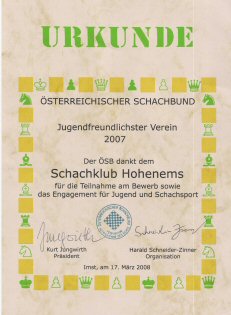 URKUNDE
ÖSTERREICHISCHER SCHACHBUND
Jugendfreundlichster Verein
2007
Der ÖSB dankt dem
Schachklub Hohenems
für die Teilnahme am Bewerb sowie
das Engagement für Jugend und Schachsport
Kurt Jungwirth
Präsident
Harald Schneider-Zinner
Organisation
Imst, am 17. März 2008